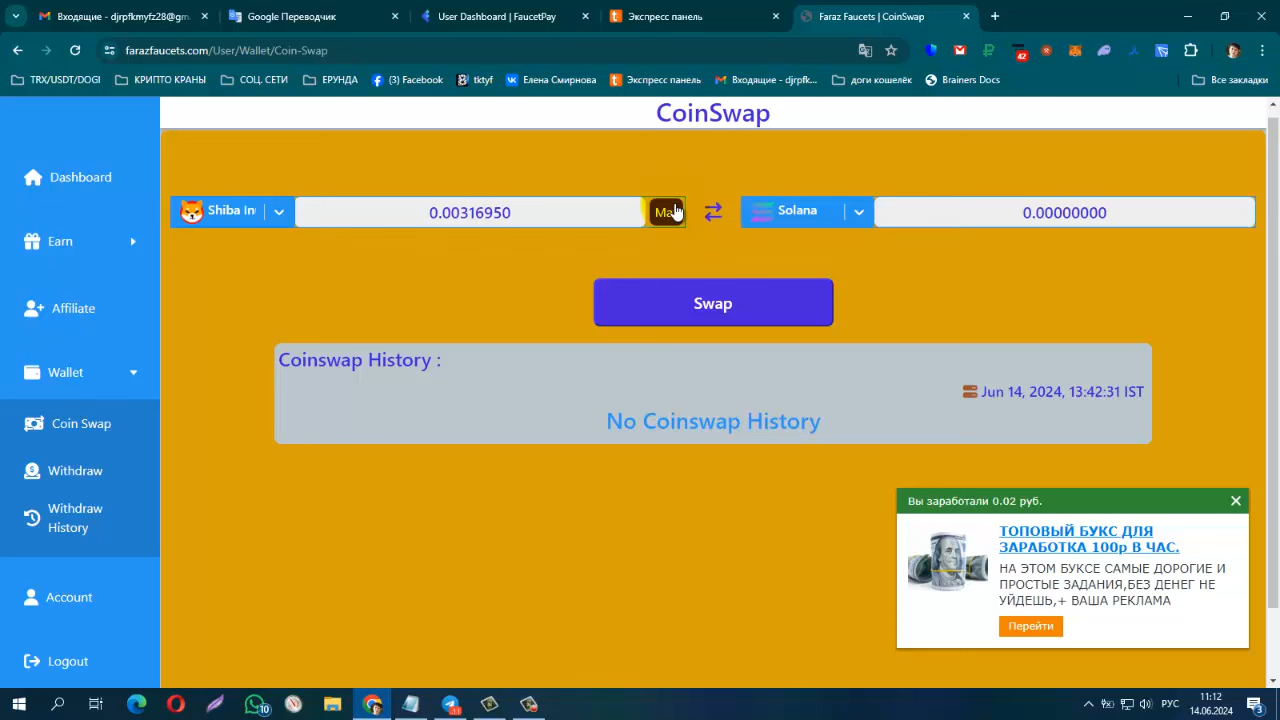 Входящие - djrpfkmyfz28@gm
Google Переводчик
User Dashboard | FaucetPay
Экспресс панель
Faraz Faucets | CoinSwap
farazfaucets.com/User/Wallet/Coin-Swap
42
TRX/USDT/DOGI
КРИПТО КРАНЫ
СОЦ. СЕТИ
ЕРУНДА
(3) Facebook
tktyf
Елена Смирнова
Экспресс панель
Входящие - djrpfk...
доги кошелёк
Brainers Docs
Все закладки
CoinSwap
Dashboard
Earn
Affiliate
Wallet
Coin Swap
Withdraw
Withdraw
History
Account
Logout
Shiba In
0.00316950
Ma
Solana
0.00000000
Swap
Coinswap History :
Jun 14, 2024, 13:42:31 IST
No Coinswap History
Вы заработали 0.02 руб.
ТОПОВЫЙ БУКС ДЛЯ
ЗАРАБОТКА 100р В ЧАС.
НА ЭТОМ БУКСЕ САМЫЕ ДОРОГИЕ И
ПРОСТЫЕ ЗАДАНИЯ,БЕЗ ДЕНЕГ НЕ
УЙДЕШЬ,+ ВАША РЕКЛАМА
Перейти
10
РУС
11:12
14.06.2024
3